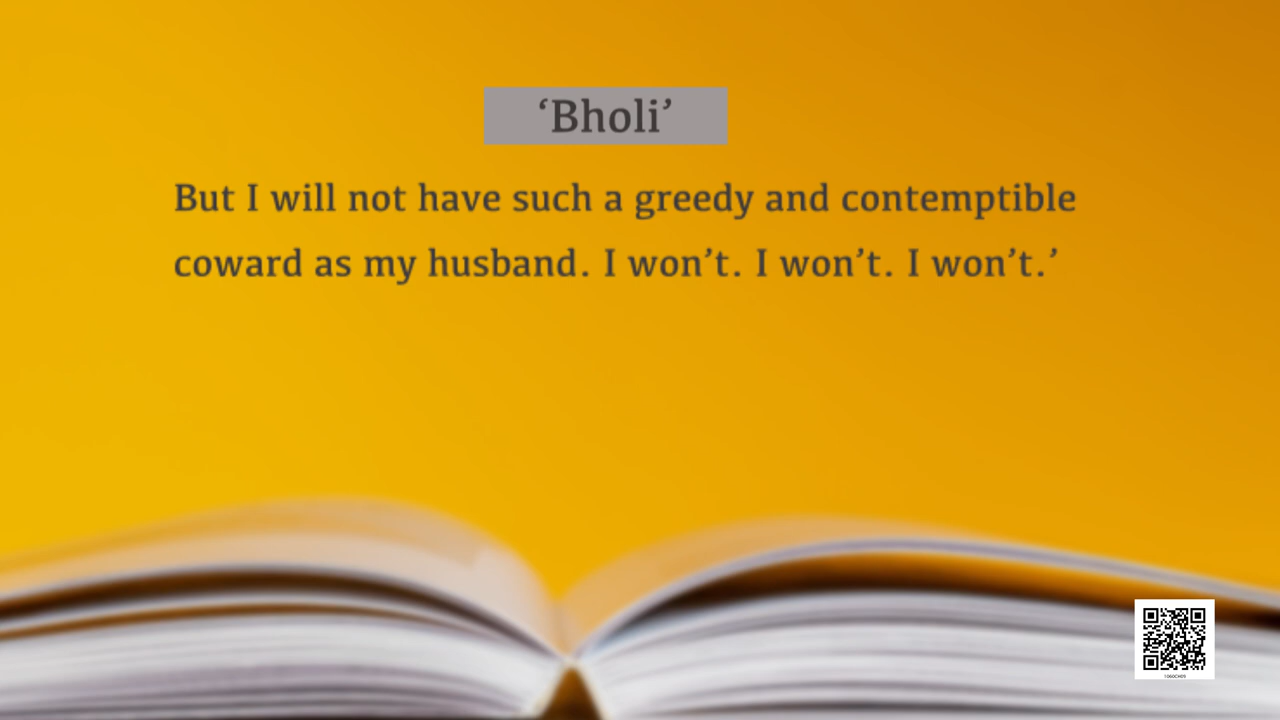 ‘Bholi’
But I will not have such a greedy and contemptible
coward as my husband. I won’t. I won’t. I won’t.’